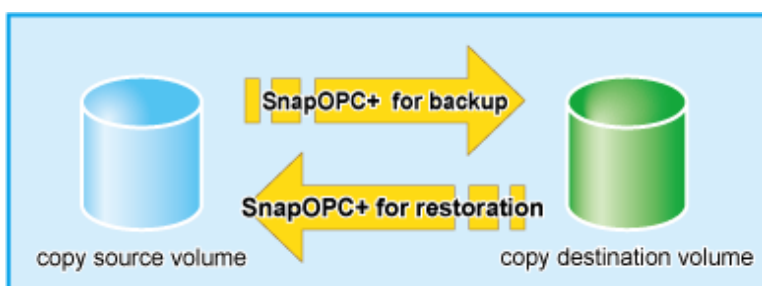 SnapOPC+ for backup
SnapOPC+ for restoration
copy source volume
copy destination volume